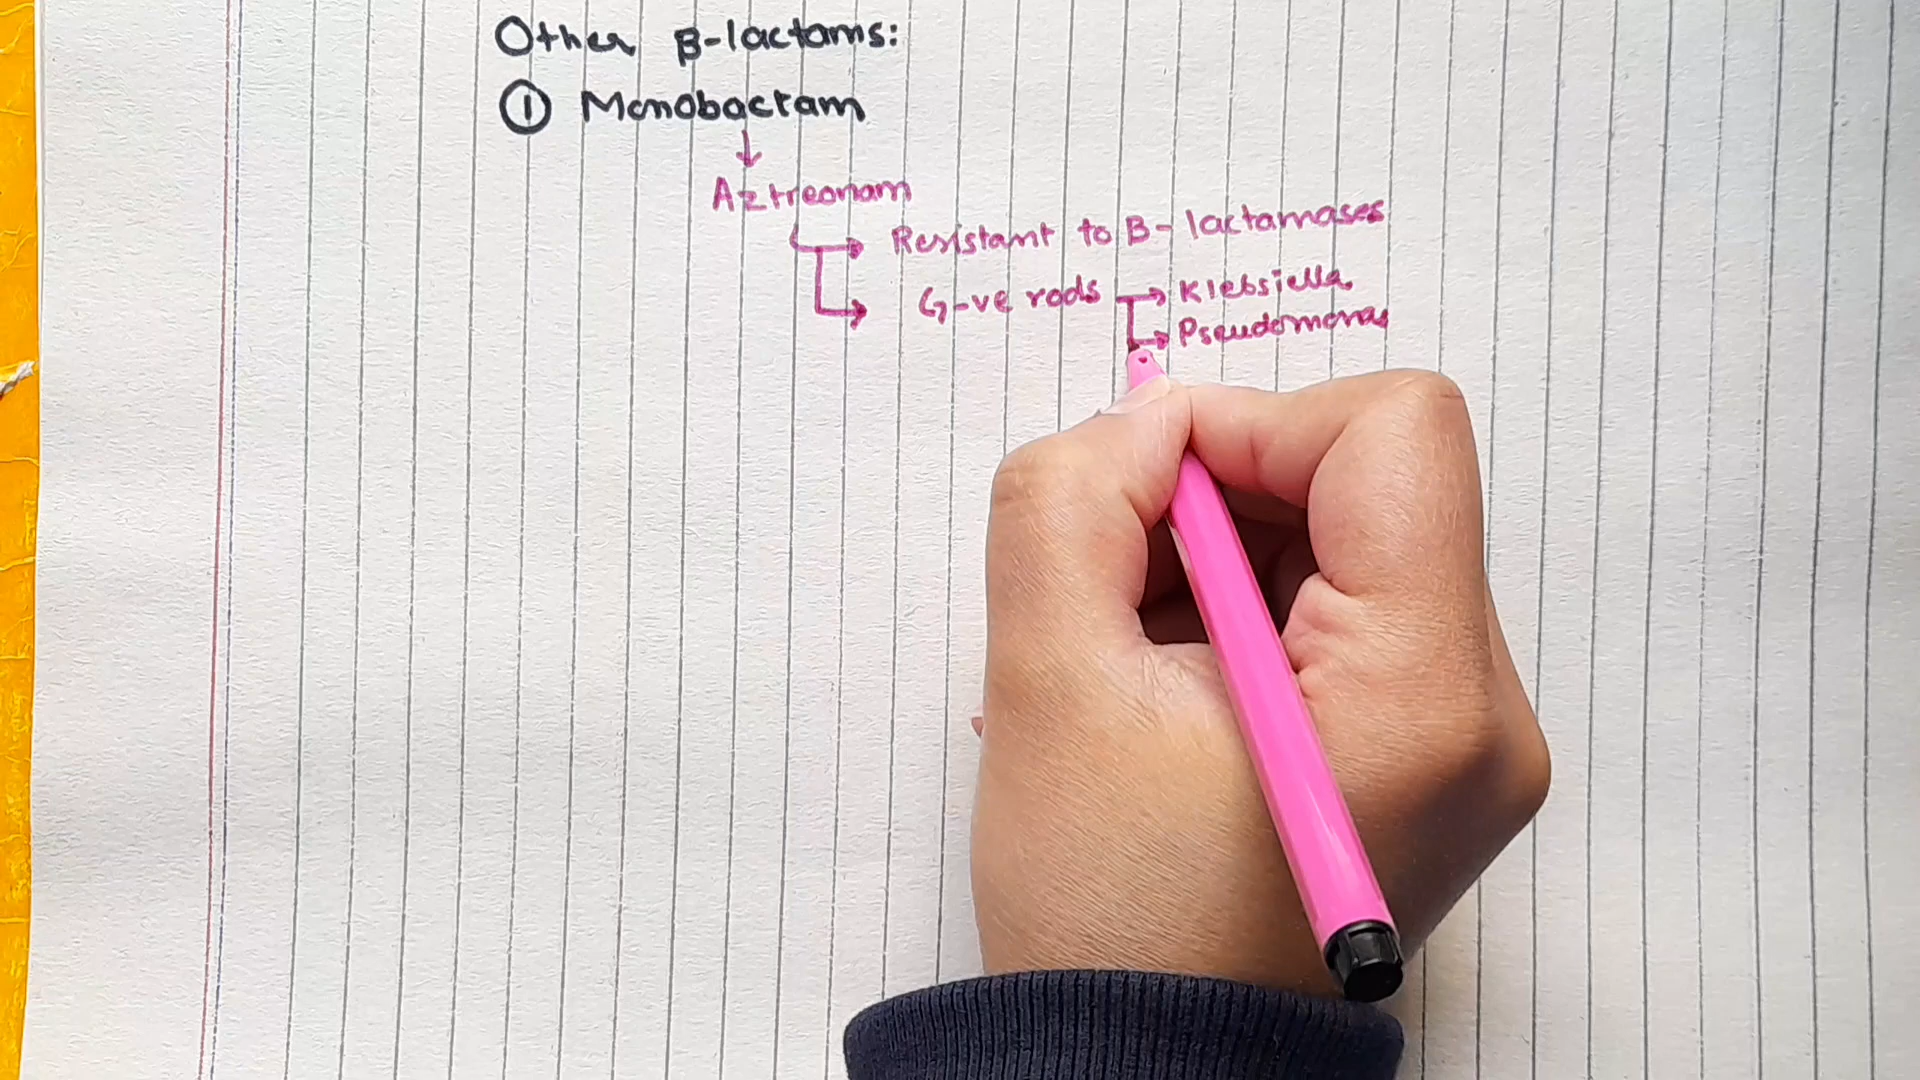 Other β-lactams:
① Monobactam
↓
Aztreonam
→ Resistant to β-lactamases
→ G-ve rods → Klebsiella
→ Pseudomonas